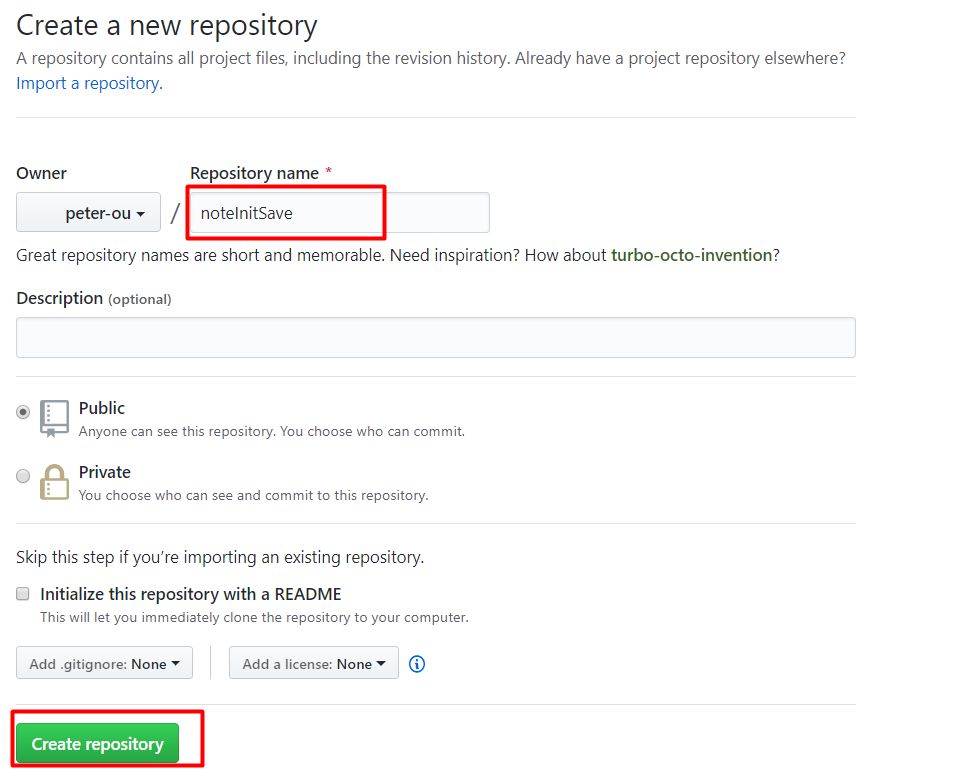 Create a new repository
A repository contains all project files, including the revision history. Already have a project repository elsewhere?
Import a repository.
Owner
Repository name *
peter-ou
/
noteInitSave
Great repository names are short and memorable. Need inspiration? How about turbo-octo-invention?
Description (optional)
Public
Anyone can see this repository. You choose who can commit.
Private
You choose who can see and commit to this repository.
Skip this step if you’re importing an existing repository.
Initialize this repository with a README
This will let you immediately clone the repository to your computer.
Add .gitignore: None
Add a license: None
Create repository